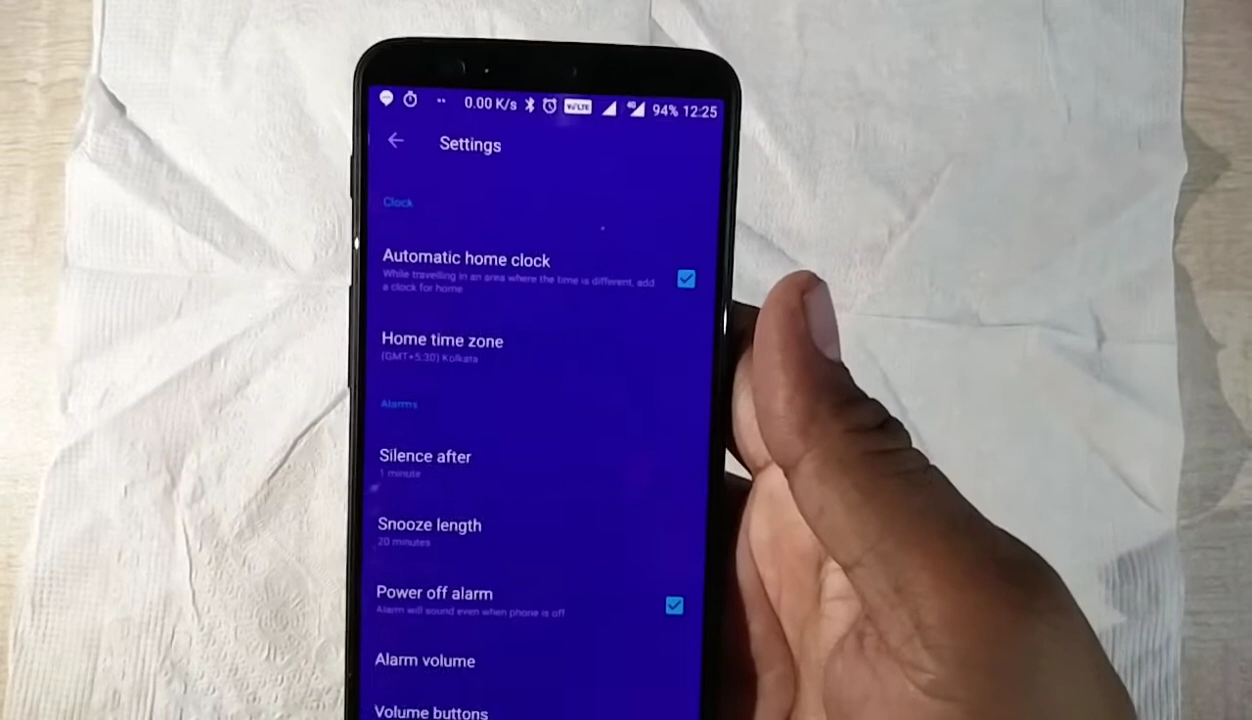 0.00 K/s VoLTE 4G 94% 12:25
Settings
Clock
Automatic home clock
While travelling in an area where the time is different, add
a clock for home
Home time zone
(GMT+5:30) Kolkata
Alarms
Silence after
1 minute
Snooze length
20 minutes
Power off alarm
Alarm will sound even when phone is off
Alarm volume
Volume buttons